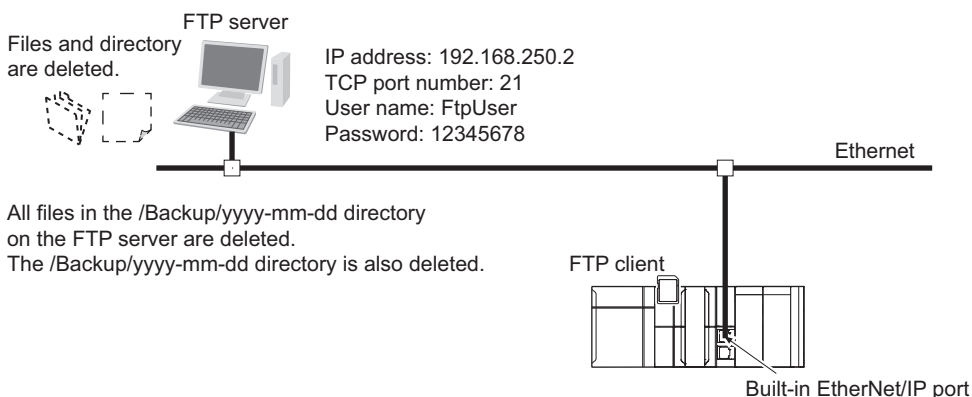 FTP server
Files and directory
are deleted.
IP address: 192.168.250.2
TCP port number: 21
User name: FtpUser
Password: 12345678
Ethernet
All files in the /Backup/yyyy-mm-dd directory
on the FTP server are deleted.
The /Backup/yyyy-mm-dd directory is also deleted.
FTP client
Built-in EtherNet/IP port